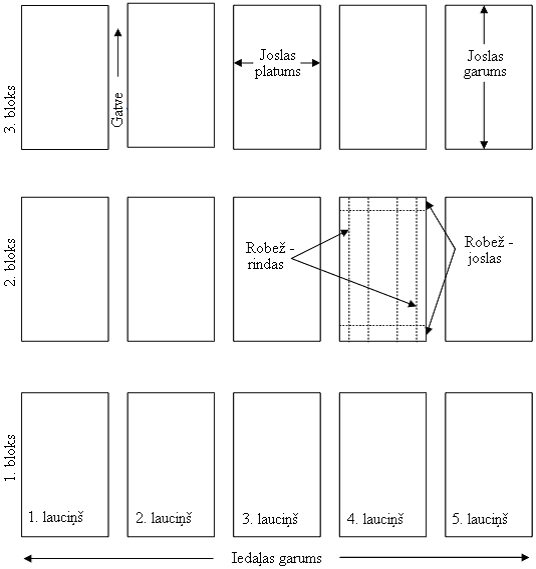 3. bloks
Gatve
Joslas
platums
Joslas
garums
2. bloks
Robež -
rindas
Robež -
joslas
1. bloks
1. lauciņš
2. lauciņš
3. lauciņš
4. lauciņš
5. lauciņš
Iedaļas garums